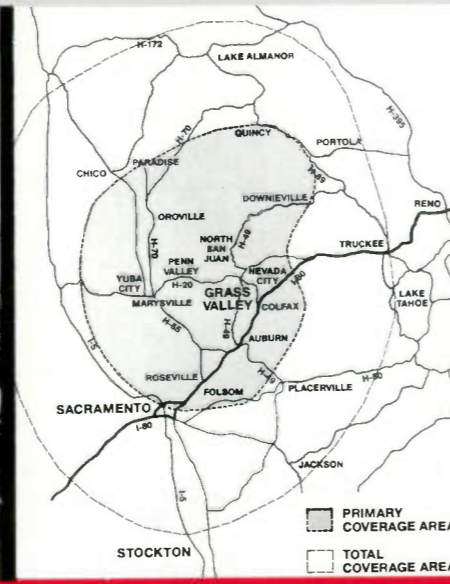 H-172
LAKE ALMANOR
H-395
H-70
QUINCY
PORTOLA
PARADISE
CHICO
H-89
DOWNIEVILLE
RENO
OROVILLE
H-49
NORTH
SAN
JUAN
TRUCKEE
H-70
PENN
VALLEY
NEVADA
CITY
I-80
YUBA
CITY
H-20
GRASS
VALLEY
LAKE
TAHOE
MARYSVILLE
COLFAX
H-65
H-49
I-5
AUBURN
ROSEVILLE
H-49
H-50
FOLSOM
PLACERVILLE
SACRAMENTO
I-80
JACKSON
I-5
PRIMARY
COVERAGE AREA
STOCKTON
TOTAL
COVERAGE AREA